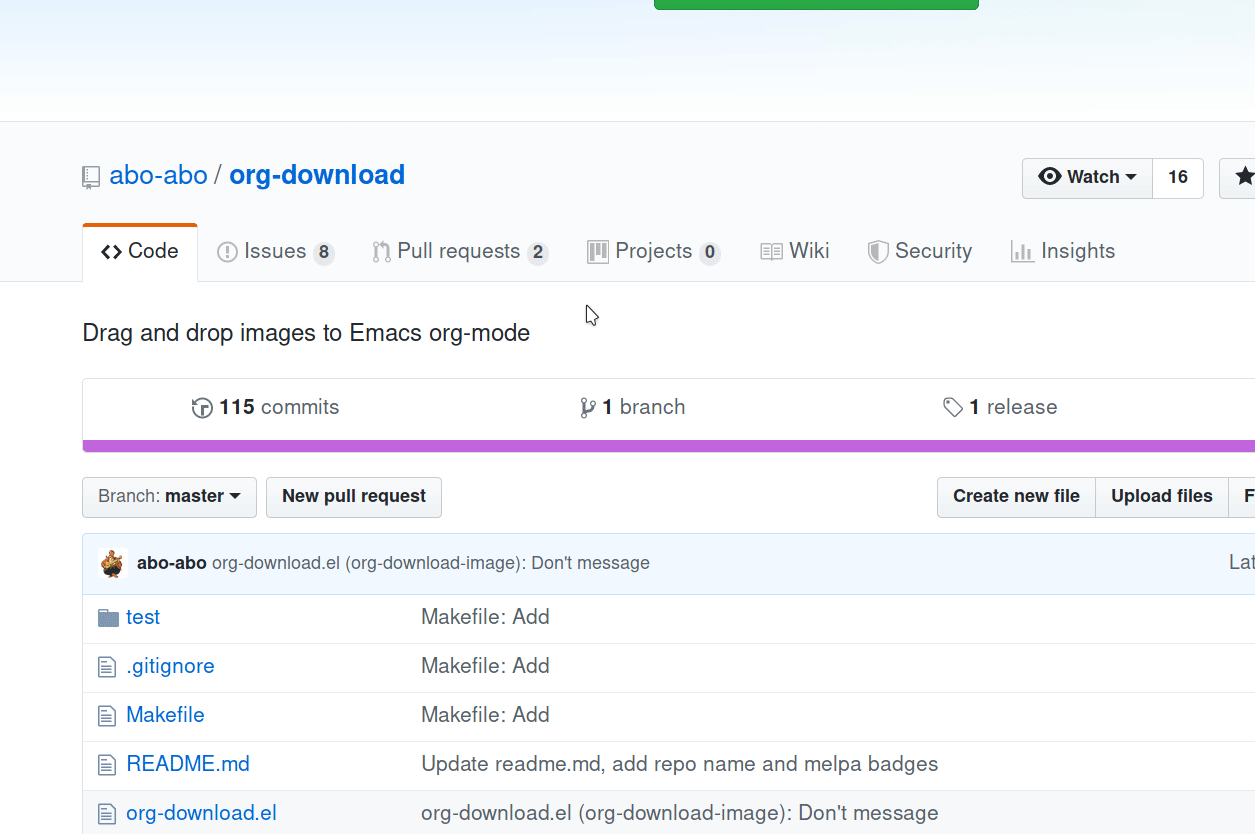 abo-abo / org-download
Watch 16
Code Issues 8 Pull requests 2 Projects 0 Wiki Security Insights
Drag and drop images to Emacs org-mode
115 commits 1 branch 1 release
Branch: master New pull request Create new file Upload files F
abo-abo org-download.el (org-download-image): Don't message Lat
test Makefile: Add
.gitignore Makefile: Add
Makefile Makefile: Add
README.md Update readme.md, add repo name and melpa badges
org-download.el org-download.el (org-download-image): Don't message